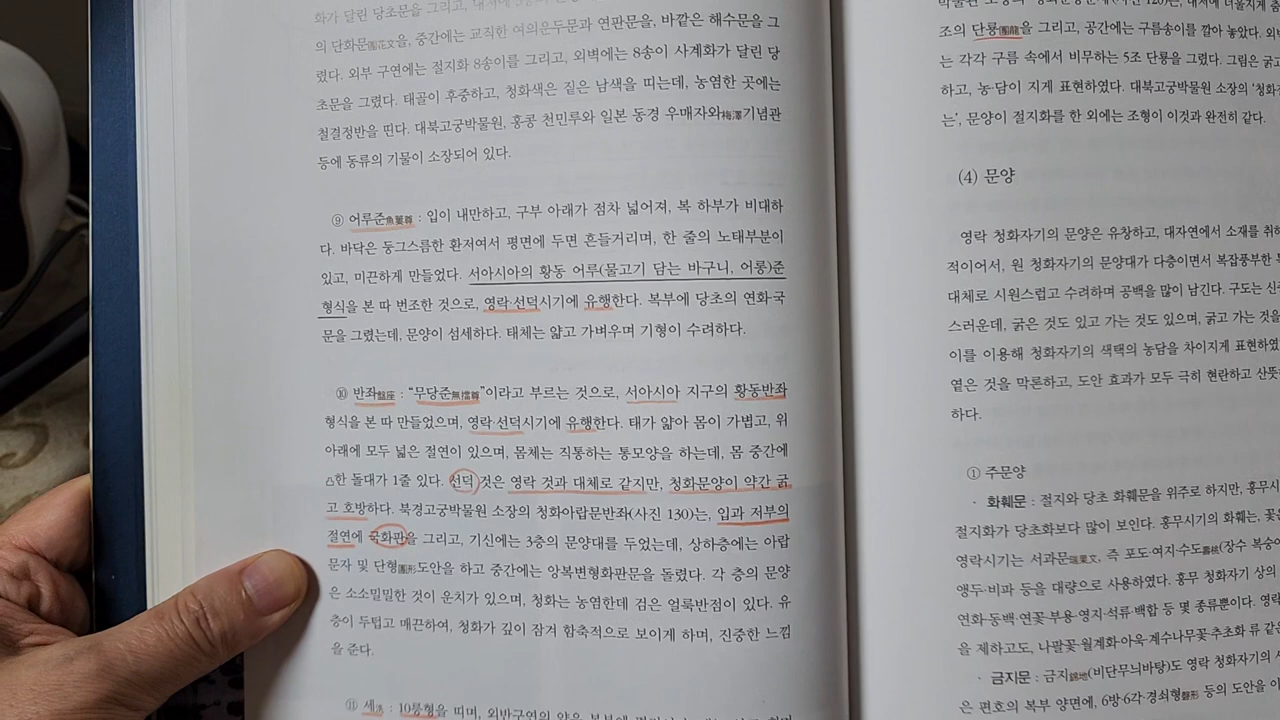 화가 달린 당초문을 그리고,
의 단화문團花文을, 중간에는 교직한 여의운두문과 연판문을, 바깥은 해수문을 그
렸다. 외부 구연에는 절지화 8송이를 그리고, 외벽에는 8송이 사계화가 달린 당
초문을 그렸다. 태골이 후중하고, 청화색은 짙은 남색을 띠는데, 농염한 곳에는
철결정반을 띤다. 대북고궁박물원, 홍콩 천민루와 일본 동경 우매자와梅澤기념관
등에 동류의 기물이 소장되어 있다.
⑨ 어루준魚簍尊 : 입이 내만하고, 구부 아래가 점차 넓어져, 복 하부가 비대하
다. 바닥은 둥그스름한 환저여서 평면에 두면 흔들거리며, 한 줄의 노태부분이
있고, 미끈하게 만들었다. 서아시아의 황동 어루(물고기 담는 바구니, 어롱)준
형식을 본 따 번조한 것으로, 영락·선덕시기에 유행한다. 복부에 당초의 연화·국
문을 그렸는데, 문양이 섬세하다. 태체는 얇고 가벼우며 기형이 수려하다.
⑩ 반좌盤座 : “무당준無擋尊”이라고 부르는 것으로, 서아시아 지구의 황동반좌
형식을 본 따 만들었으며, 영락·선덕시기에 유행한다. 태가 얇아 몸이 가볍고, 위
아래에 모두 넓은 절연이 있으며, 몸체는 직통하는 통모양을 하는데, 몸 중간에
凸한 돌대가 1줄 있다. 선덕 것은 영락 것과 대체로 같지만, 청화문양이 약간 굵
고 호방하다. 북경고궁박물원 소장의 청화아랍문반좌(사진 130)는, 입과 저부의
절연에 국화판을 그리고, 기신에는 3층의 문양대를 두었는데, 상하층에는 아랍
문자 및 단형團形도안을 하고 중간에는 앙복변형화판문을 돌렸다. 각 층의 문양
은 소소밀밀한 것이 운치가 있으며, 청화는 농염한데 검은 얼룩반점이 있다. 유
층이 두텁고 매끈하여, 청화가 깊이 잠겨 함축적으로 보이게 하며, 진중한 느낌
을 준다.
⑪ 세洗 : 10릉형을 띠며,
조의 단룡團龍을 그리고, 공간에는 구름송이를 깔아 놓았다. 외
는 각각 구름 속에서 비무하는 5조 단룡을 그렸다. 그림은 굵고
하고, 농·담이 지게 표현하였다. 대북고궁박물원 소장의 '청화
는', 문양이 절지화를 한 외에는 조형이 이것과 완전히 같다.
(4) 문양
영락 청화자기의 문양은 유창하고, 대자연에서 소재를 취해
적이어서, 원 청화자기의 문양대가 다층이면서 복잡풍부한
대체로 시원스럽고 수려하며 공백을 많이 남긴다. 구도는 신
스러운데, 굵은 것도 있고 가는 것도 있으며, 굵고 가는 것을
이를 이용해 청화자기의 색택의 농담을 차이지게 표현하였
옅은 것을 막론하고, 도안 효과가 모두 극히 현란하고 산뜻
하다.
① 주문양
· 화훼문 : 절지와 당초 화훼문을 위주로 하지만, 홍무시
절지화가 당초화보다 많이 보인다. 홍무시기의 화훼는, 꽃은
영락시기는 서과문瑞果文, 즉 포도·여지·수도壽桃(장수 복숭아
앵두·비파 등을 대량으로 사용하였다. 홍무 청화자기 상의
연화·동백·연꽃·부용·영지·석류·백합 등 몇 종류뿐이다. 영락
을 제하고도, 나팔꽃·월계화·아욱·계수나무꽃·추초화 류 같은
· 금지문 : 금지錦地(비단무늬바탕)도 영락 청화자기의
은 편호의 복부 양면에, 6방·6각·경쇠형磬形 등의 도안을